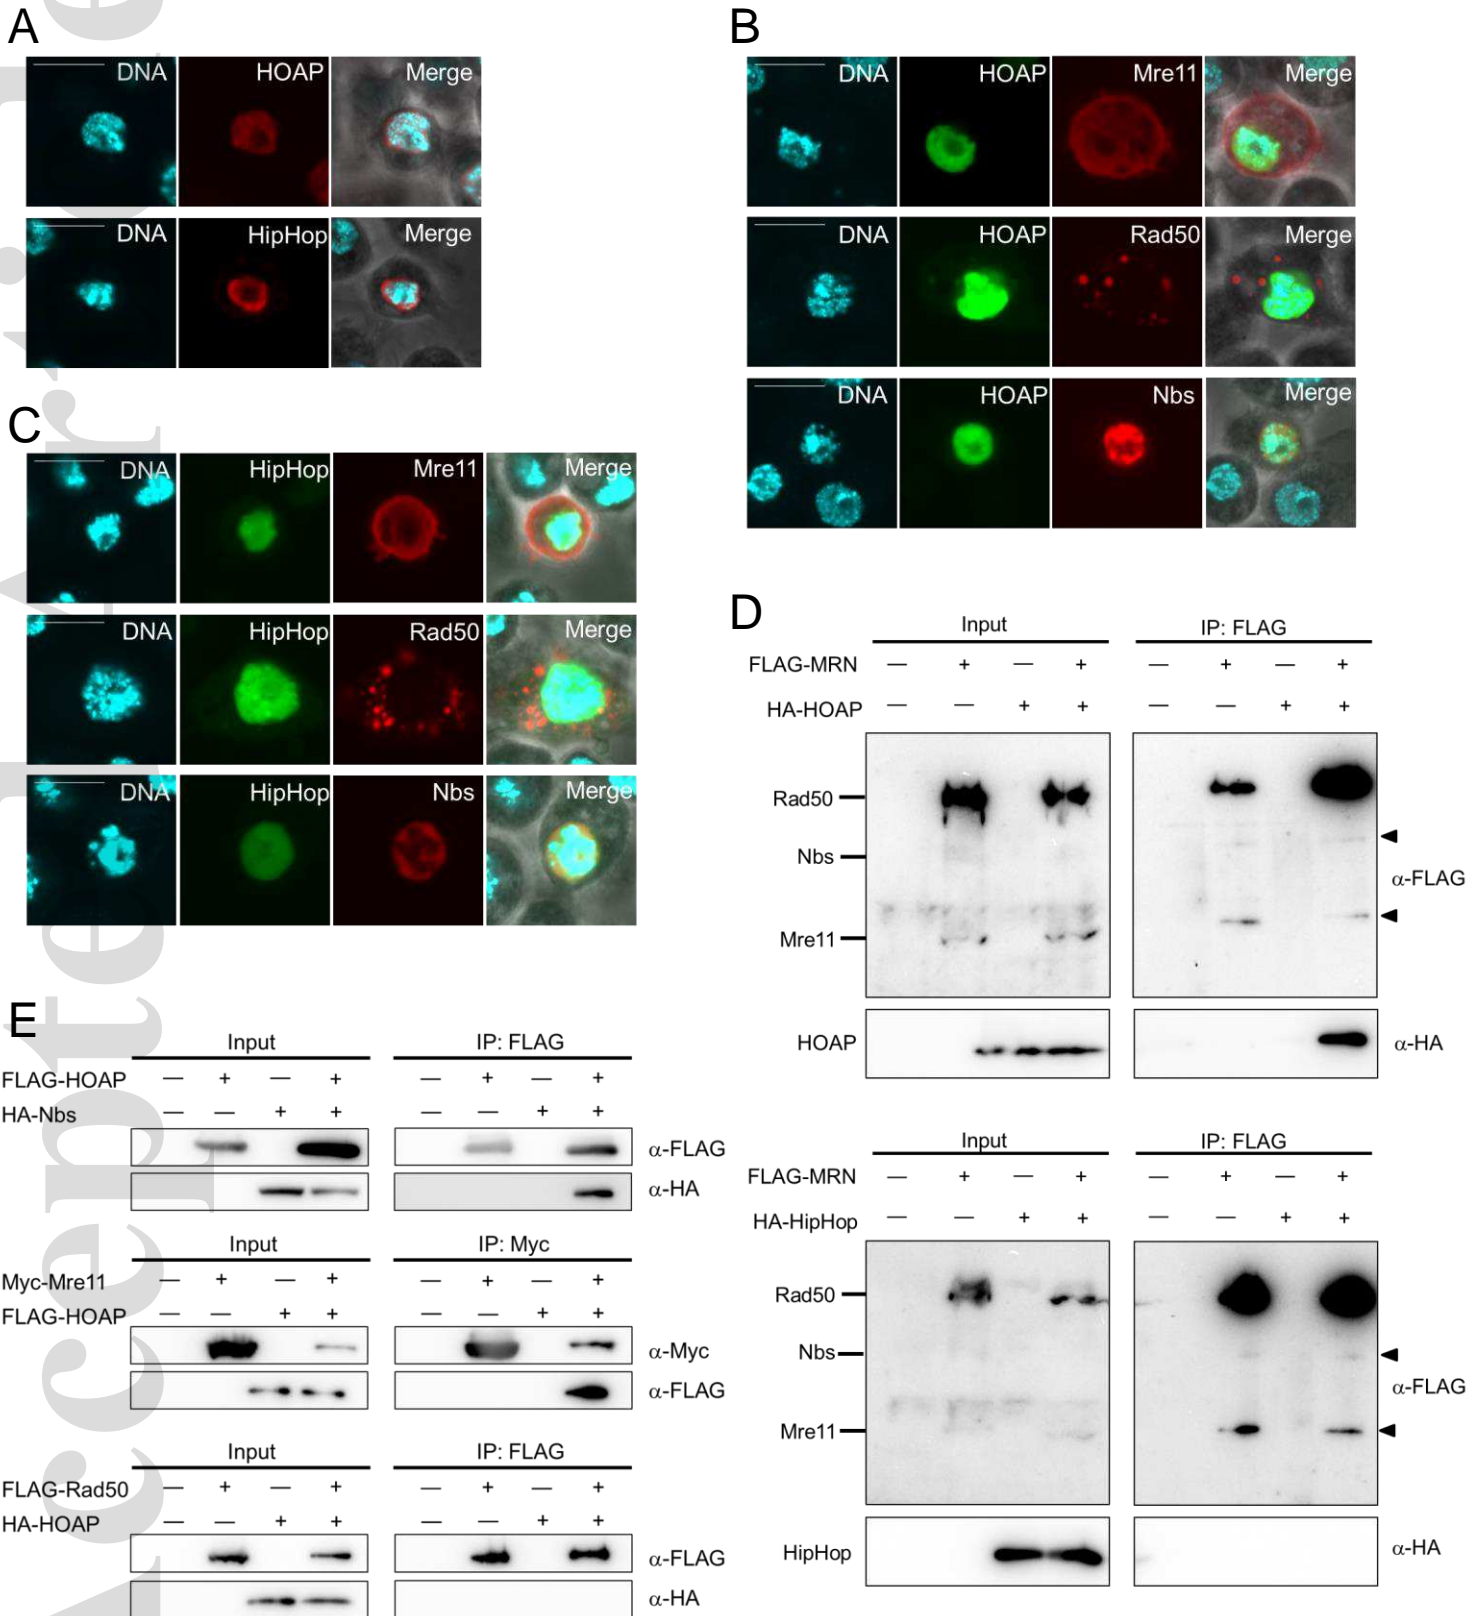 A
DNA HOAP Merge
DNA HipHop Merge
B
DNA HOAP Mre11 Merge
DNA HOAP Rad50 Merge
DNA HOAP Nbs Merge
C
DNA HipHop Mre11 Merge
DNA HipHop Rad50 Merge
DNA HipHop Nbs Merge
D
Input IP: FLAG
FLAG-MRN — + — + — + — +
HA-HOAP — — + + — — + +
Rad50
Nbs
α-FLAG
Mre11
HOAP α-HA
Input IP: FLAG
FLAG-MRN — + — + — + — +
HA-HipHop — — + + — — + +
Rad50
Nbs
α-FLAG
Mre11
HipHop α-HA
E
Input IP: FLAG
FLAG-HOAP — + — + — + — +
HA-Nbs — — + + — — + +
α-FLAG
α-HA
Input IP: Myc
Myc-Mre11 — + — + — + — +
FLAG-HOAP — — + + — — + +
α-Myc
α-FLAG
Input IP: FLAG
FLAG-Rad50 — + — + — + — +
HA-HOAP — — + + — — + +
α-FLAG
α-HA
Accepted Article